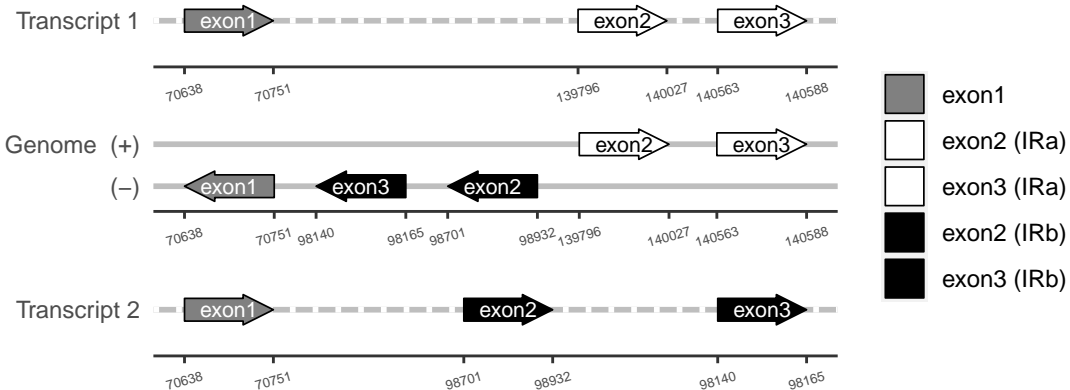 Transcript 1 exon1 exon2 exon3
70638 70751 139796 140027 140563 140588
exon1
Genome (+) exon2 exon3
exon2 (IRa)
(−) exon1 exon3 exon2
exon3 (IRa)
70638 70751 98140 98165 98701 98932 139796 140027 140563 140588
exon2 (IRb)
exon3 (IRb)
Transcript 2 exon1 exon2 exon3
70638 70751 98701 98932 98140 98165